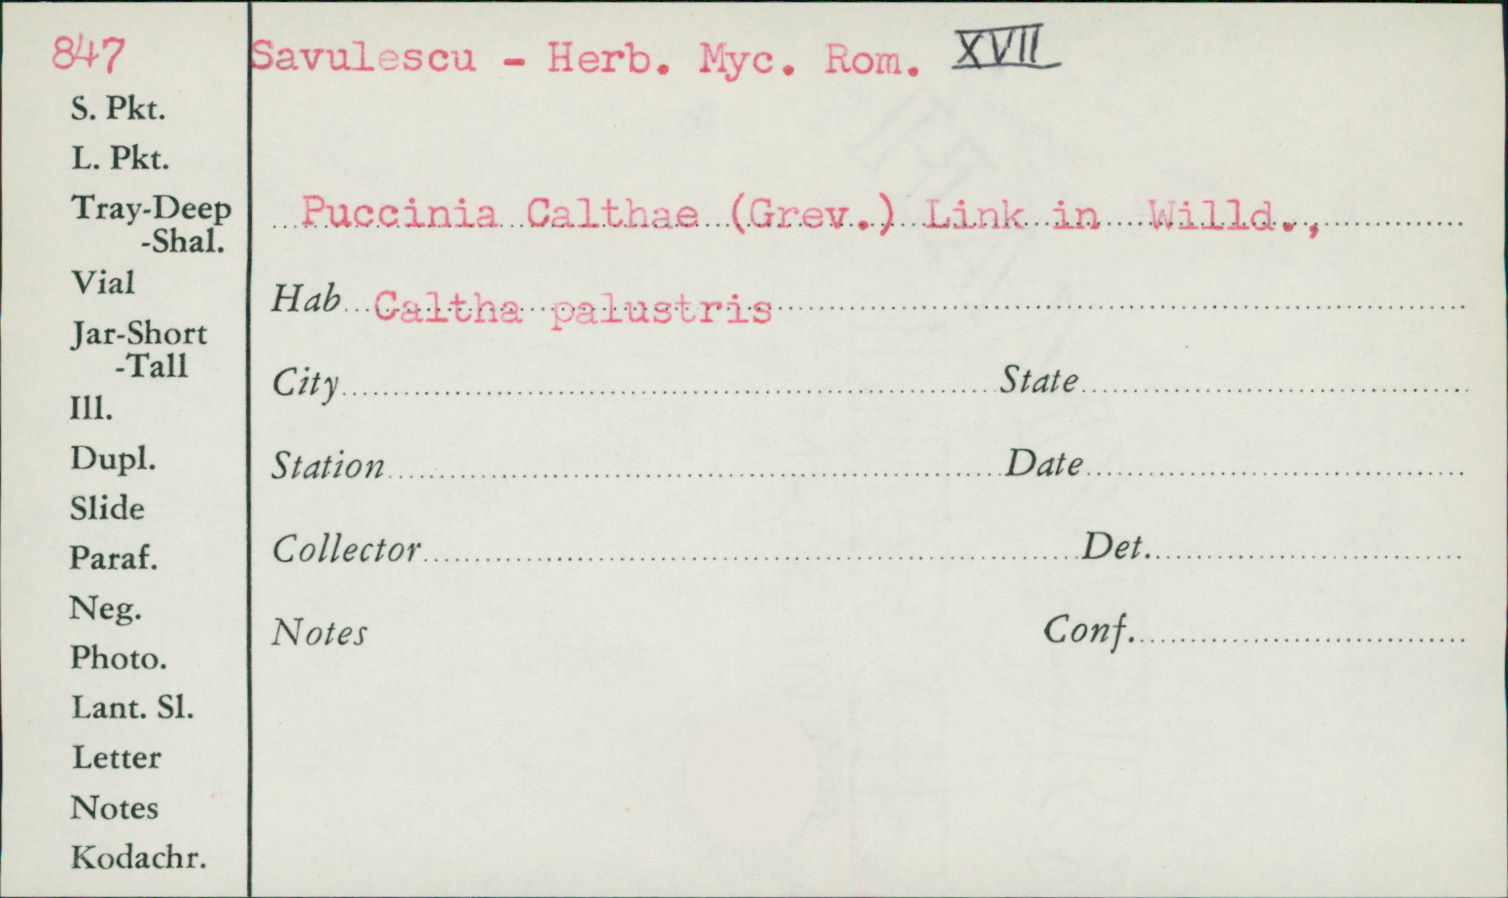 847
Savulescu - Herb. Myc. Rom. XVII
S. Pkt.
L. Pkt.
Tray-Deep
-Shal.
Vial
Jar-Short
-Tall
Ill.
Dupl.
Slide
Paraf.
Neg.
Photo.
Lant. Sl.
Letter
Notes
Kodachr.
Puccinia Calthae (Grev.) Link in Willd.,
Hab. Caltha palustris
City State
Station Date
Collector Det.
Notes Conf.